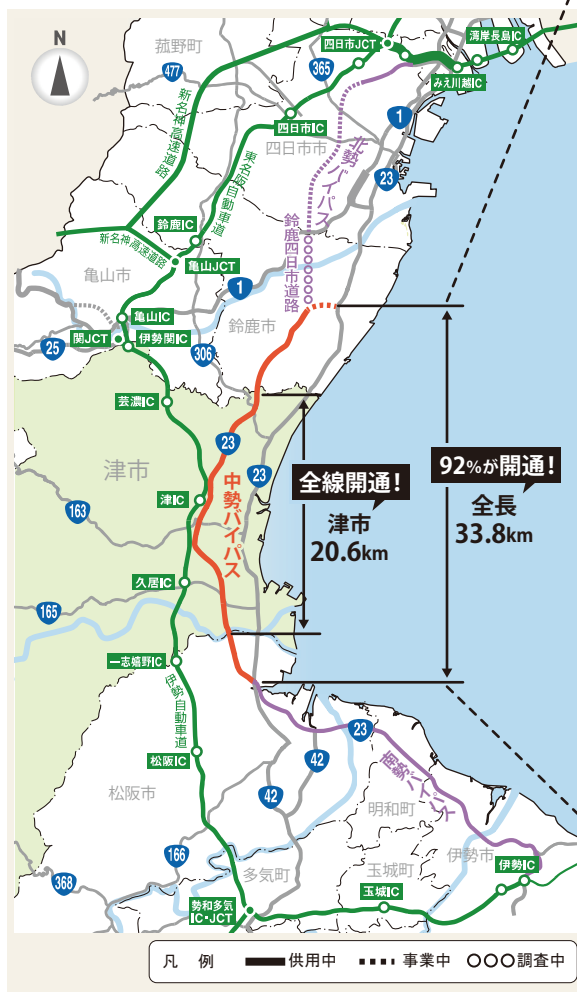 N
菰野町
477
365
四日市JCT
湾岸長島IC
みえ川越IC
新名神高速道路
四日市IC
四日市市
1
23
東名阪自動車道
北勢バイパス
鈴鹿IC
新名神高速道路
亀山JCT
鈴鹿四日市道路
亀山市
1
亀山IC
鈴鹿市
関JCT
伊勢関IC
25
306
芸濃IC
23
23
津市
中勢バイパス
全線開通!
津市
20.6km
92%が開通!
全長
33.8km
163
津IC
久居IC
165
一志嬉野IC
伊勢自動車道
23
松阪IC
42
42
南勢バイパス
松阪市
明和町
166
伊勢市
多気町
玉城町
伊勢IC
368
玉城IC
勢和多気
IC・JCT
凡 例 供用中 事業中 調査中